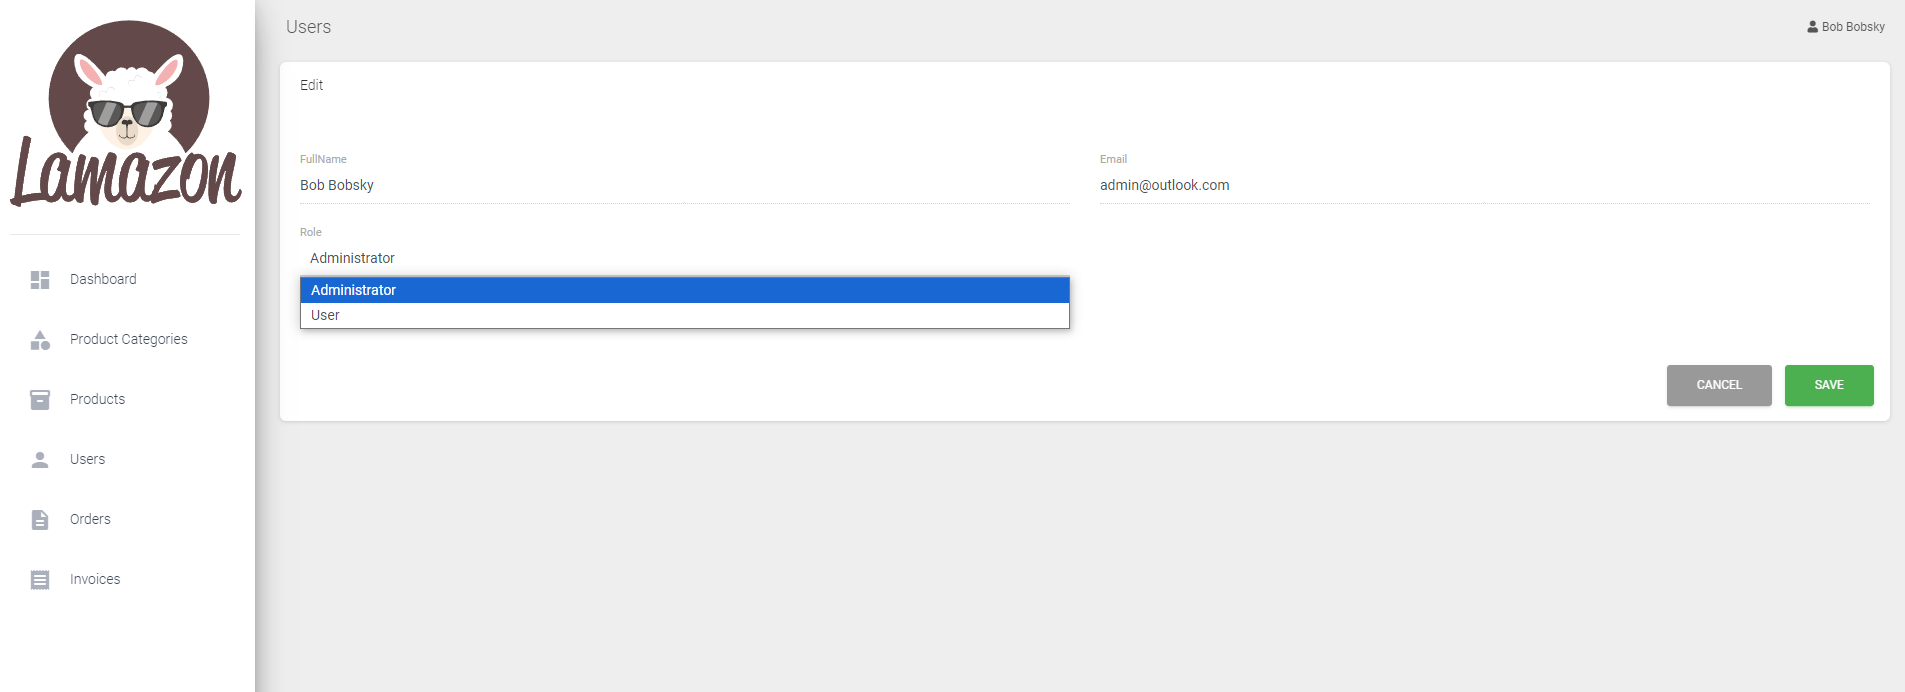 Lamazon
Dashboard
Product Categories
Products
Users
Orders
Invoices
Users
Bob Bobsky
Edit
FullName
Bob Bobsky
Email
admin@outlook.com
Role
Administrator
Administrator
User
CANCEL
SAVE